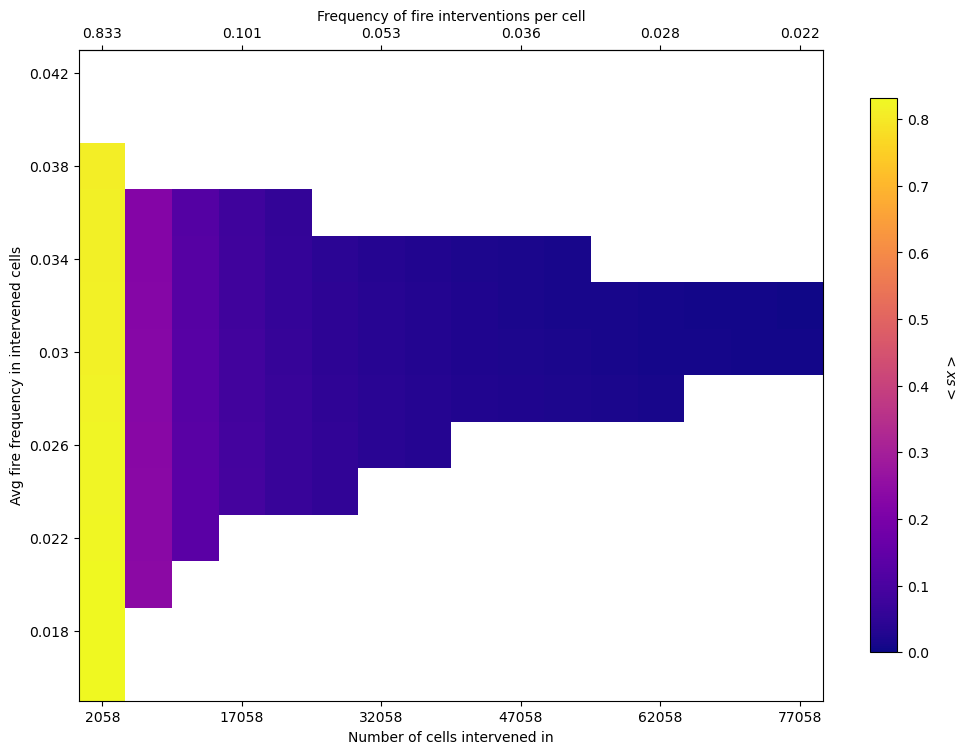 Frequency of fire interventions per cell
0.833 0.101 0.053 0.036 0.028 0.022
0.042
0.038
0.034
0.03
0.026
0.022
0.018
Avg fire frequency in intervened cells
2058 17058 32058 47058 62058 77058
Number of cells intervened in
0.8
0.7
0.6
0.5
0.4
0.3
0.2
0.1
0.0
< sx >